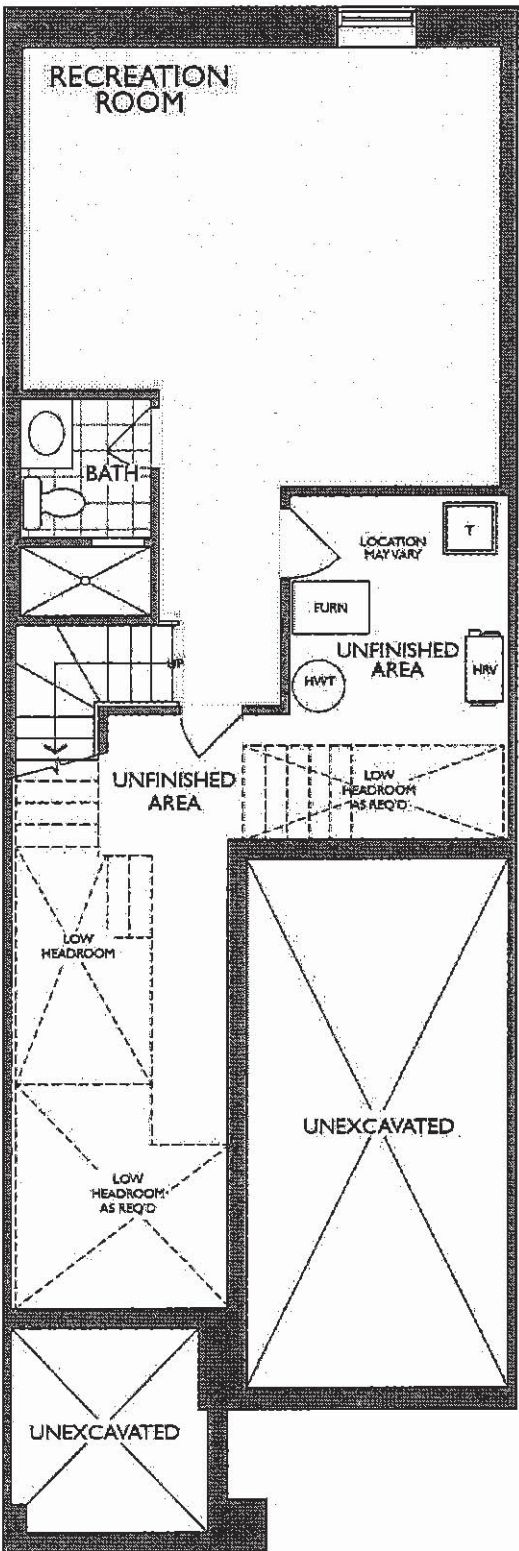 RECREATION
ROOM
BATH
LOCATION
MAY VARY
T
FURN
UNFINISHED
AREA
HWT
HRV
UP
UNFINISHED
AREA
LOW
HEADROOM
AS REQ'D
LOW
HEADROOM
UNEXCAVATED
LOW
HEADROOM
AS REQ'D
UNEXCAVATED